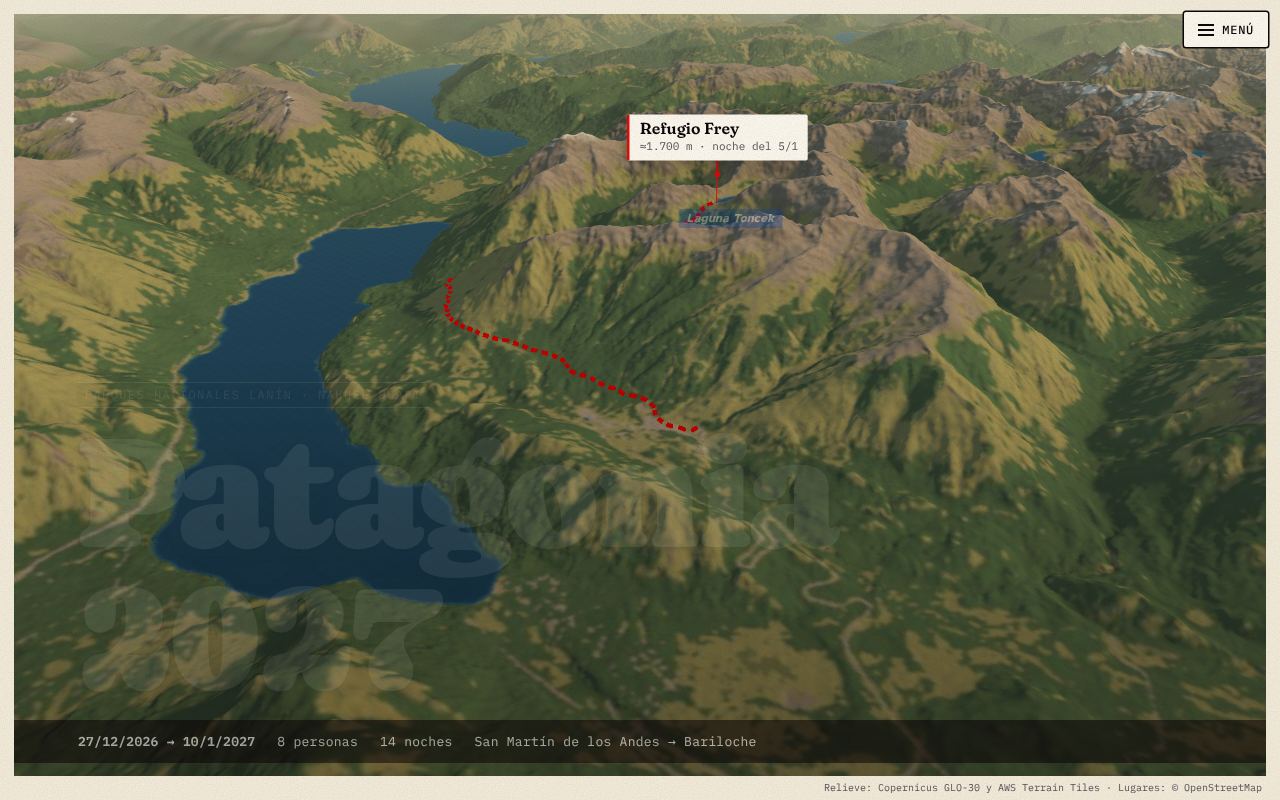 MENÚ
Refugio Frey
≈1.700 m · noche del 5/1
Laguna Toncek
NACIONALES LANÍN ·
Patagonia
2027
27/12/2026 → 10/1/2027 8 personas 14 noches San Martín de los Andes → Bariloche
Relieve: Copernicus GLO-30 y AWS Terrain Tiles · Lugares: © OpenStreetMap